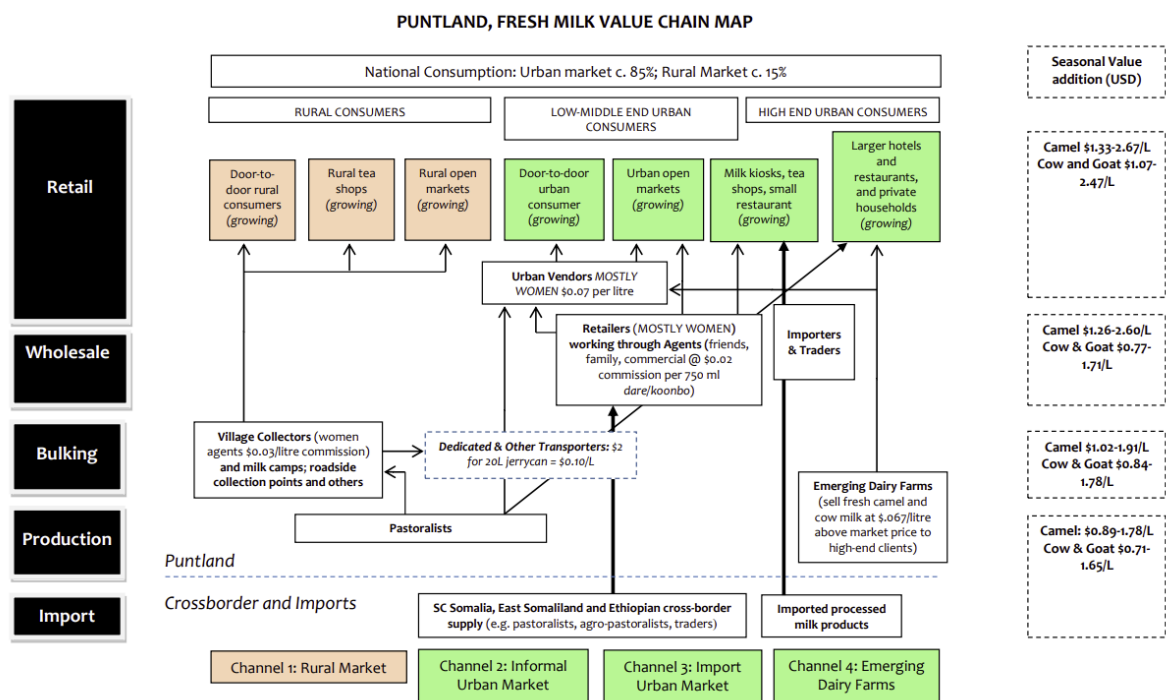 PUNTLAND, FRESH MILK VALUE CHAIN MAP
National Consumption: Urban market c. 85%; Rural Market c. 15%
Seasonal Value
addition (USD)
RURAL CONSUMERS
LOW-MIDDLE END URBAN
CONSUMERS
HIGH END URBAN CONSUMERS
Retail
Door-to-
door rural
consumers
(growing)
Rural tea
shops
(growing)
Rural open
markets
(growing)
Door-to-door
urban
consumer
(growing)
Urban open
markets
(growing)
Milk kiosks, tea
shops, small
restaurant
(growing)
Larger hotels
and
restaurants,
and private
households
(growing)
Camel $1.33-2.67/L
Cow and Goat $1.07-
2.47/L
Urban Vendors MOSTLY
WOMEN $0.07 per litre
Wholesale
Retailers (MOSTLY WOMEN)
working through Agents (friends,
family, commercial @ $0.02
commission per 750 ml
dare/koonbo)
Importers
& Traders
Camel $1.26-2.60/L
Cow & Goat $0.77-
1.71/L
Bulking
Village Collectors (women
agents $0.03/litre commission)
and milk camps; roadside
collection points and others
Dedicated & Other Transporters: $2
for 20L jerrycan = $0.10/L
Camel $1.02-1.91/L
Cow & Goat $0.84-
1.78/L
Production
Pastoralists
Emerging Dairy Farms
(sell fresh camel and
cow milk at $.067/litre
above market price to
high-end clients)
Camel: $0.89-1.78/L
Cow & Goat $0.71-
1.65/L
Puntland
Crossborder and Imports
Import
SC Somalia, East Somaliland and Ethiopian cross-border
supply (e.g. pastoralists, agro-pastoralists, traders)
Imported processed
milk products
Channel 1: Rural Market
Channel 2: Informal
Urban Market
Channel 3: Import
Urban Market
Channel 4: Emerging
Dairy Farms